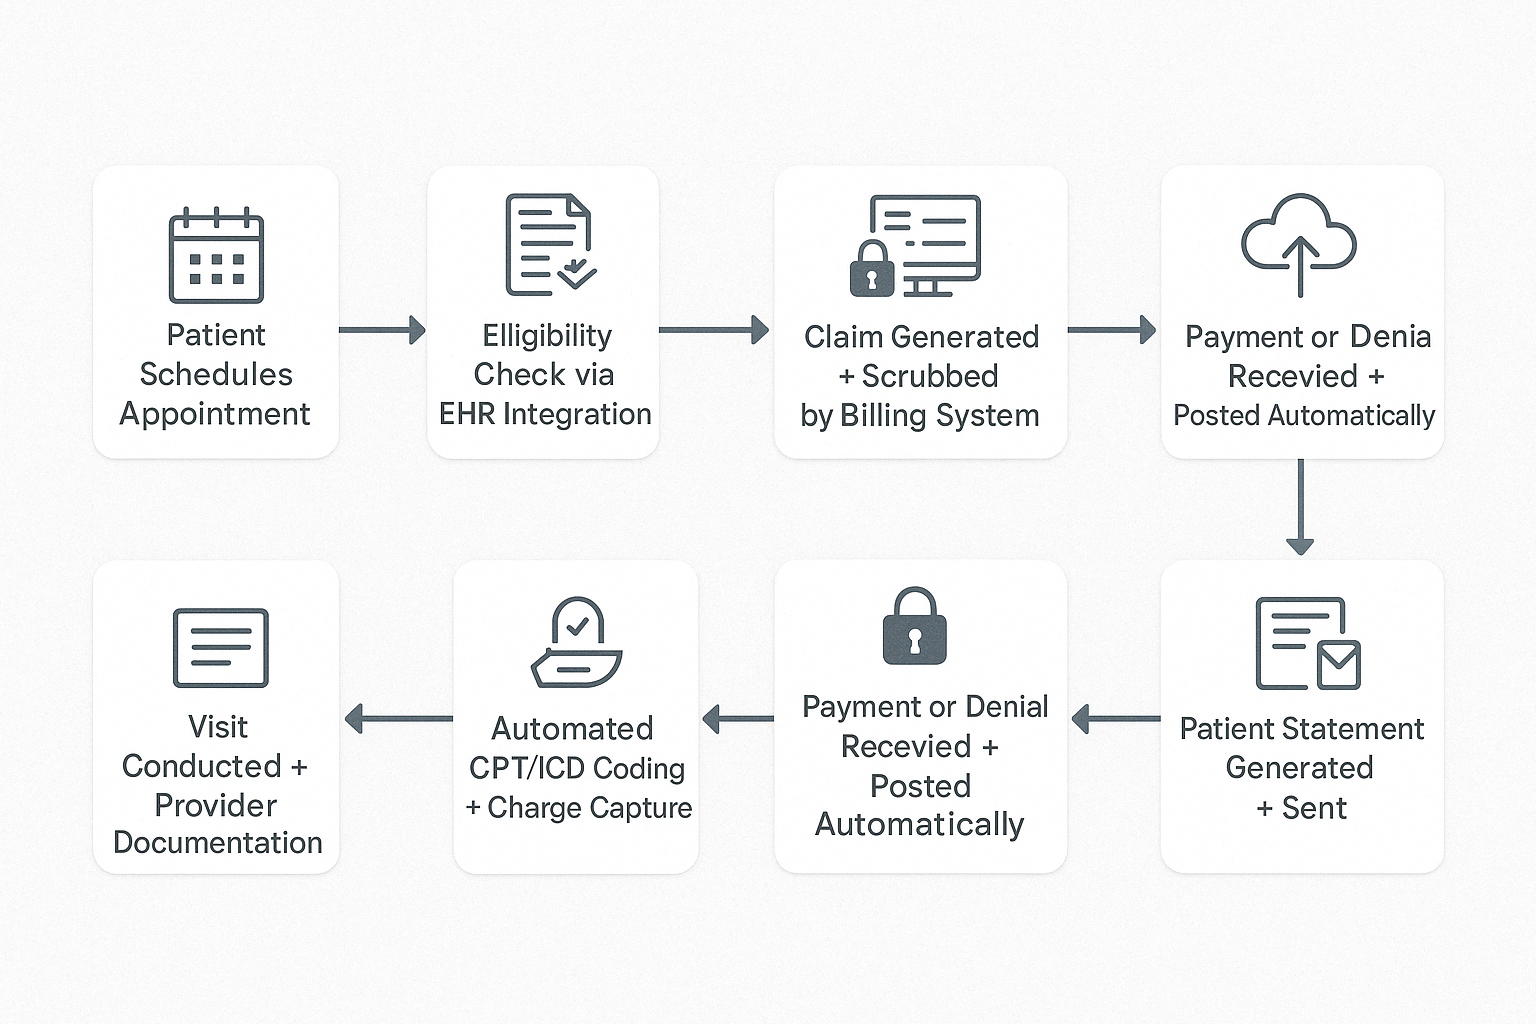 Patient
Schedules
Appointment
Elligibility
Check via
EHR Integration
Claim Generated
+ Scrubbed
by Billing System
Payment or Denia
Recevied +
Posted Automatically
Visit
Conducted +
Provider
Documentation
Automated
CPT/ICD Coding
+ Charge Capture
Payment or Denial
Recevied +
Posted
Automatically
Patient Statement
Generated
+ Sent